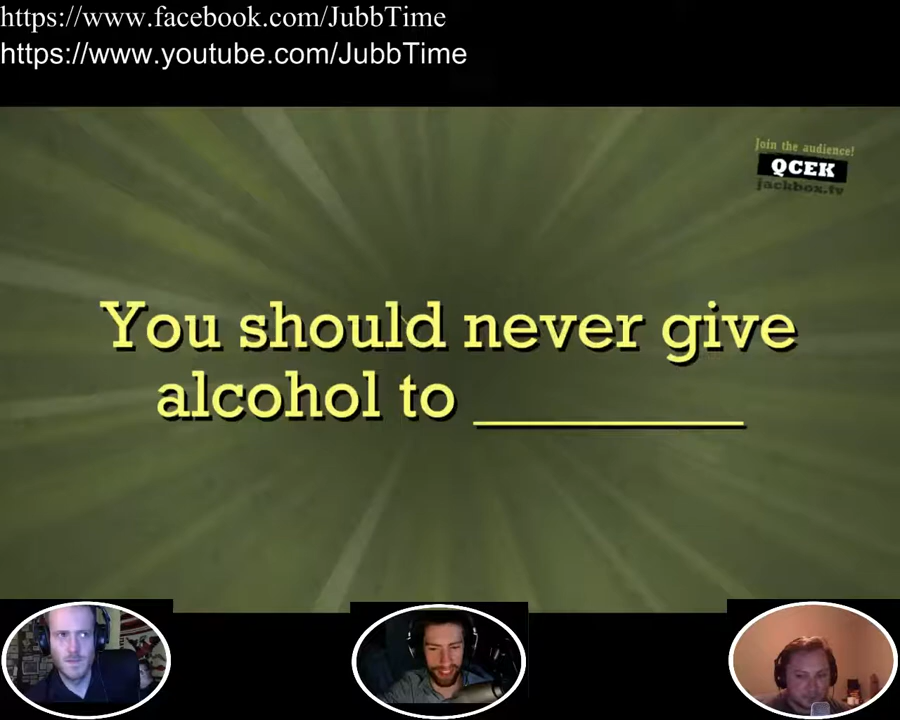 https://www.facebook.com/JubbTime
https://www.youtube.com/JubbTime
Join the audience!
QCEK
jackbox.tv
You should never give
alcohol to __________